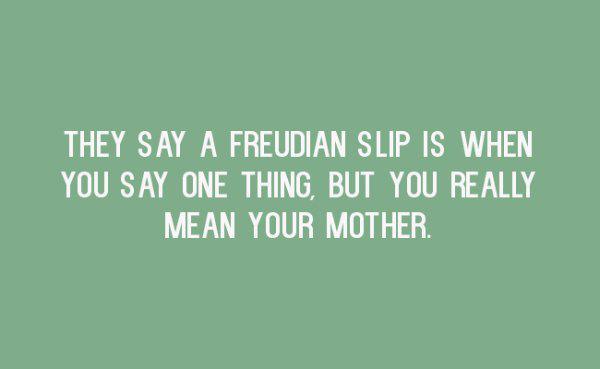 THEY SAY A FREUDIAN SLIP IS WHEN
YOU SAY ONE THING, BUT YOU REALLY
MEAN YOUR MOTHER.